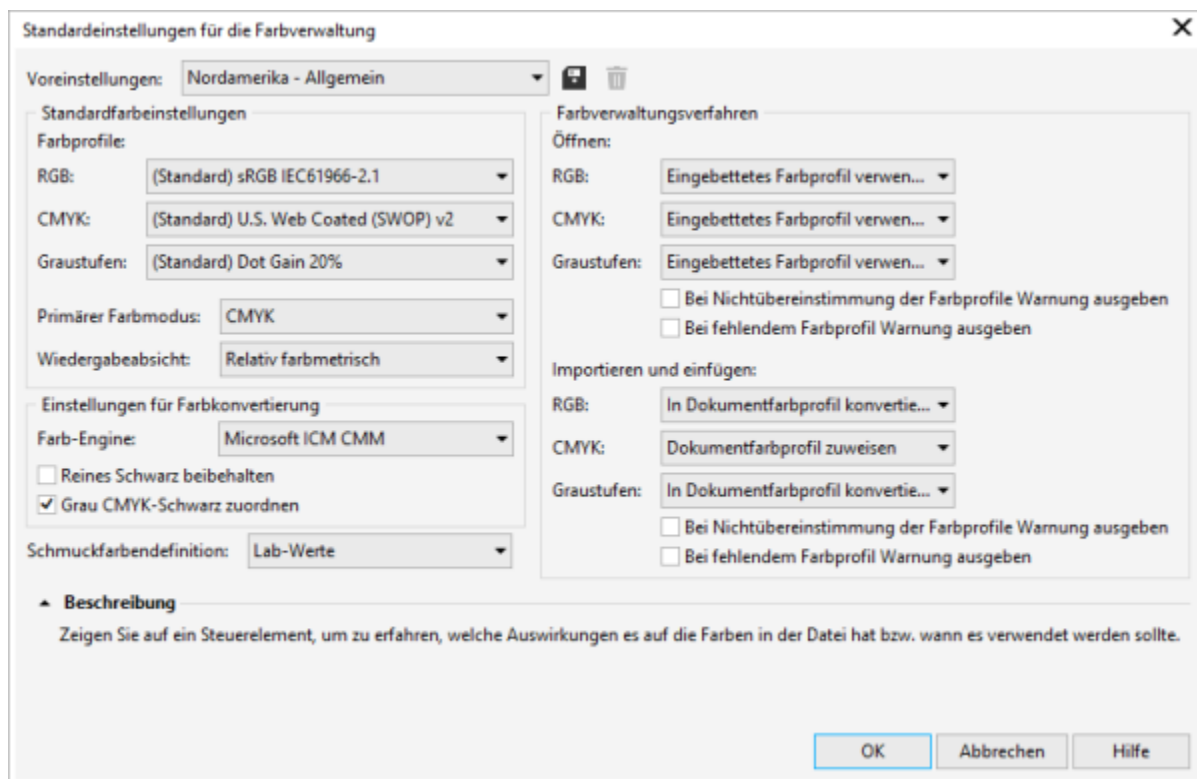 Standardeinstellungen für die Farbverwaltung
Voreinstellungen: Nordamerika - Allgemein
Standardfarbeinstellungen
Farbprofile:
RGB: (Standard) sRGB IEC61966-2.1
CMYK: (Standard) U.S. Web Coated (SWOP) v2
Graustufen: (Standard) Dot Gain 20%
Primärer Farbmodus: CMYK
Wiedergabeabsicht: Relativ farbmetrisch
Einstellungen für Farbkonvertierung
Farb-Engine: Microsoft ICM CMM
Reines Schwarz beibehalten
Grau CMYK-Schwarz zuordnen
Schmuckfarbendefinition: Lab-Werte
Farbverwaltungsverfahren
Öffnen:
RGB: Eingebettetes Farbprofil verwen...
CMYK: Eingebettetes Farbprofil verwen...
Graustufen: Eingebettetes Farbprofil verwen...
Bei Nichtübereinstimmung der Farbprofile Warnung ausgeben
Bei fehlendem Farbprofil Warnung ausgeben
Importieren und einfügen:
RGB: In Dokumentfarbprofil konvertie...
CMYK: Dokumentfarbprofil zuweisen
Graustufen: In Dokumentfarbprofil konvertie...
Bei Nichtübereinstimmung der Farbprofile Warnung ausgeben
Bei fehlendem Farbprofil Warnung ausgeben
Beschreibung
Zeigen Sie auf ein Steuerelement, um zu erfahren, welche Auswirkungen es auf die Farben in der Datei hat bzw. wann es verwendet werden sollte.
OK Abbrechen Hilfe